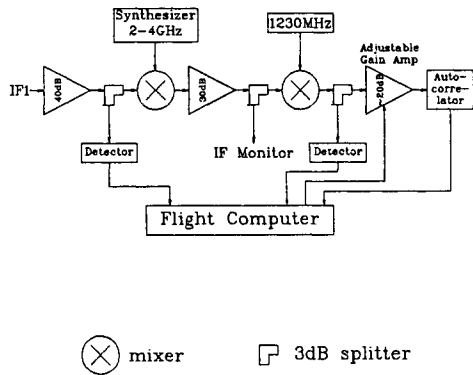 Synthesizer
2-4GHz
1230MHz
Adjustable
Gain Amp
IF1
40dB
30dB
~20dB
Auto-
corre-
lator
Detector
IF Monitor
Detector
Flight Computer
mixer
3dB splitter